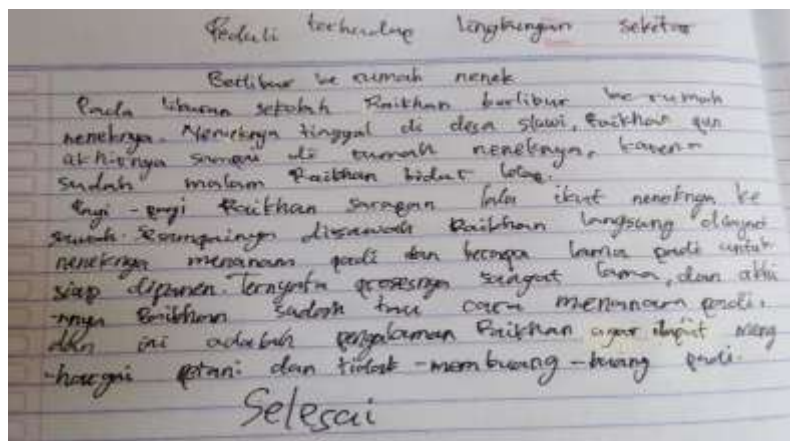 Peduli terhadap lingkungan sekitar
Berlibur ke rumah nenek
Pada liburan sekolah Raikhan berlibur ke rumah
neneknya. Neneknya tinggal di desa slawi, Raikhan pun
akhirnya sampai di rumah neneknya, karena
sudah malam Raikhan tidur
Pagi - pagi Raikhan sarapan lalu ikut neneknya ke
sawah. Sesampainya disawah Raikhan langsung diajari
neneknya menanam padi dan berapa lama padi untuk
siap dipanen. Ternyata prosesnya sangat lama, dan akhi
-rnya Raikhan sudah tau cara menanam padi.
dan ini adalah pengalaman Raikhan agar dapat meng
-hargai petani dan tidak -membuang -buang padi.
Selesai